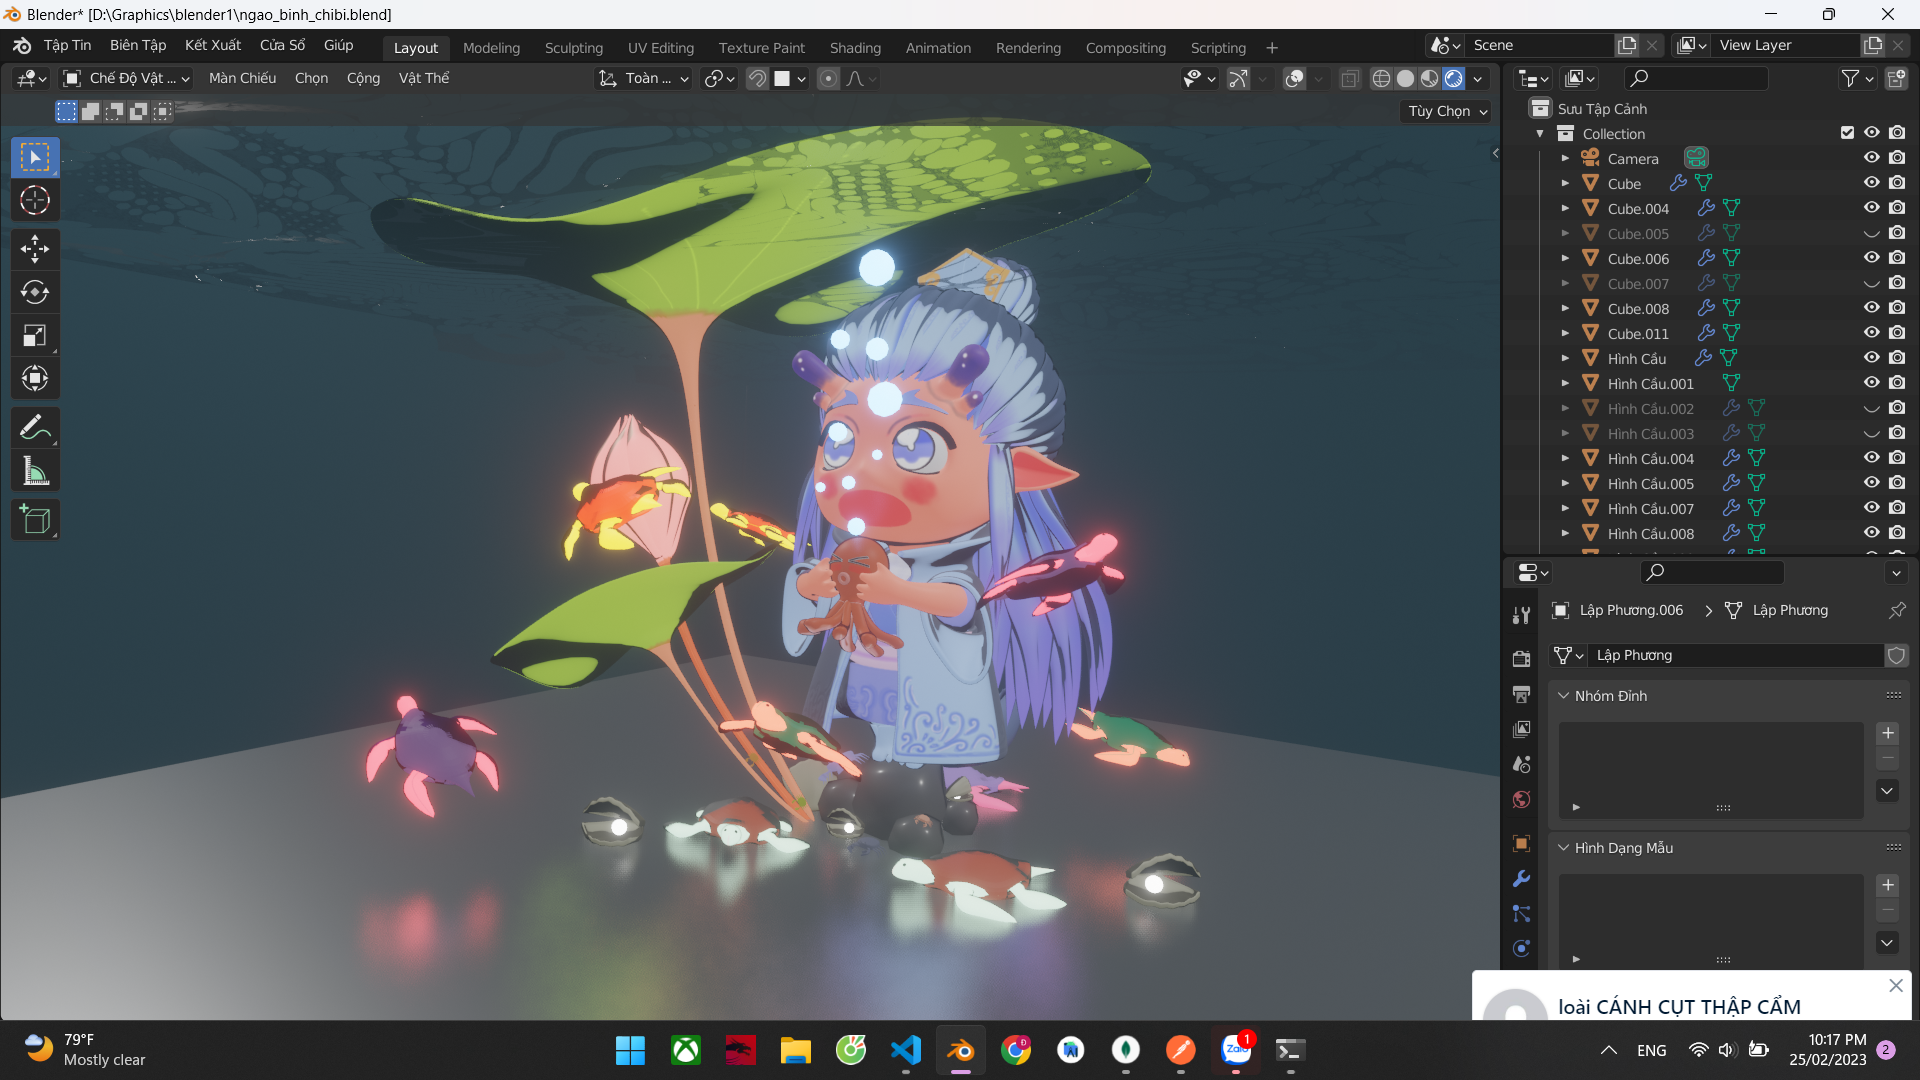 Blender* [D:\Graphics\blender1\ngao_binh_chibi.blend]
Tập Tin Biên Tập Kết Xuất Cửa Sổ Giúp Layout Modeling Sculpting UV Editing Texture Paint Shading Animation Rendering Compositing Scripting + Scene View Layer
Chế Độ Vật ... Màn Chiếu Chọn Cộng Vật Thể Toàn ...
Tùy Chọn
Sưu Tập Cảnh
Collection
Camera
Cube
Cube.004
Cube.005
Cube.006
Cube.007
Cube.008
Cube.011
Hình Cầu
Hình Cầu.001
Hình Cầu.002
Hình Cầu.003
Hình Cầu.004
Hình Cầu.005
Hình Cầu.007
Hình Cầu.008
Lập Phương.006 Lập Phương
Lập Phương
Nhóm Đỉnh
Hình Dạng Mẫu
loài CÁNH CỤT THẬP CẨM
79°F
Mostly clear
Zalo
1
ENG
10:17 PM
25/02/2023
2